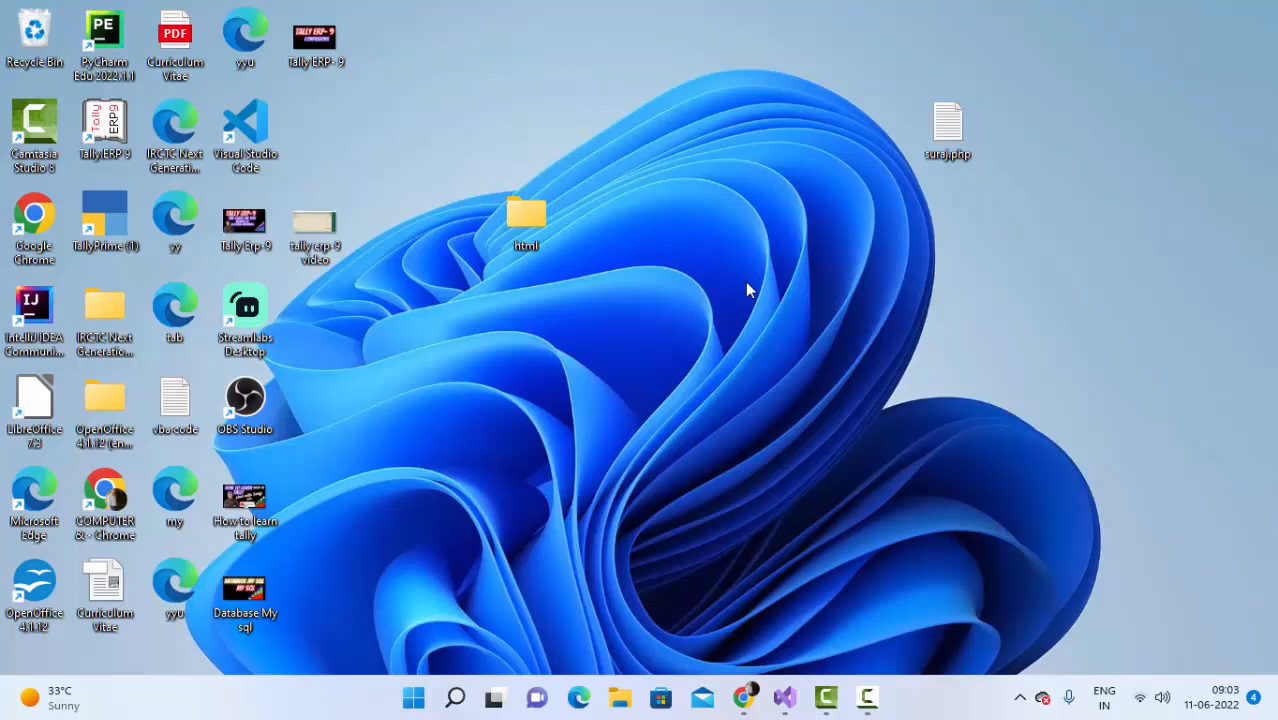 Recycle Bin
PyCharm
Edu 2022.1.1
Curriculum
Vitae
yyu
Tally ERP- 9
Camtasia
Studio 8
Tally ERP 9
IRCTC Next
Generati...
Visual Studio
Code
suraj.php
Google
Chrome
TallyPrime (1)
yy
Tally Erp-9
tally erp-9
video
html
IntelliJ IDEA
Communi...
IRCTC Next
Generatio...
tab
Streamlabs
Desktop
LibreOffice
7.3
OpenOffice
4.1.12 (en...
vba code
OBS Studio
Microsoft
Edge
COMPUTER
& - Chrome
my
How to learn
tally
OpenOffice
4.1.12
Curriculum
Vitae
yyu
Database My
sql
33°C
Sunny
ENG
IN
09:03
11-06-2022
4